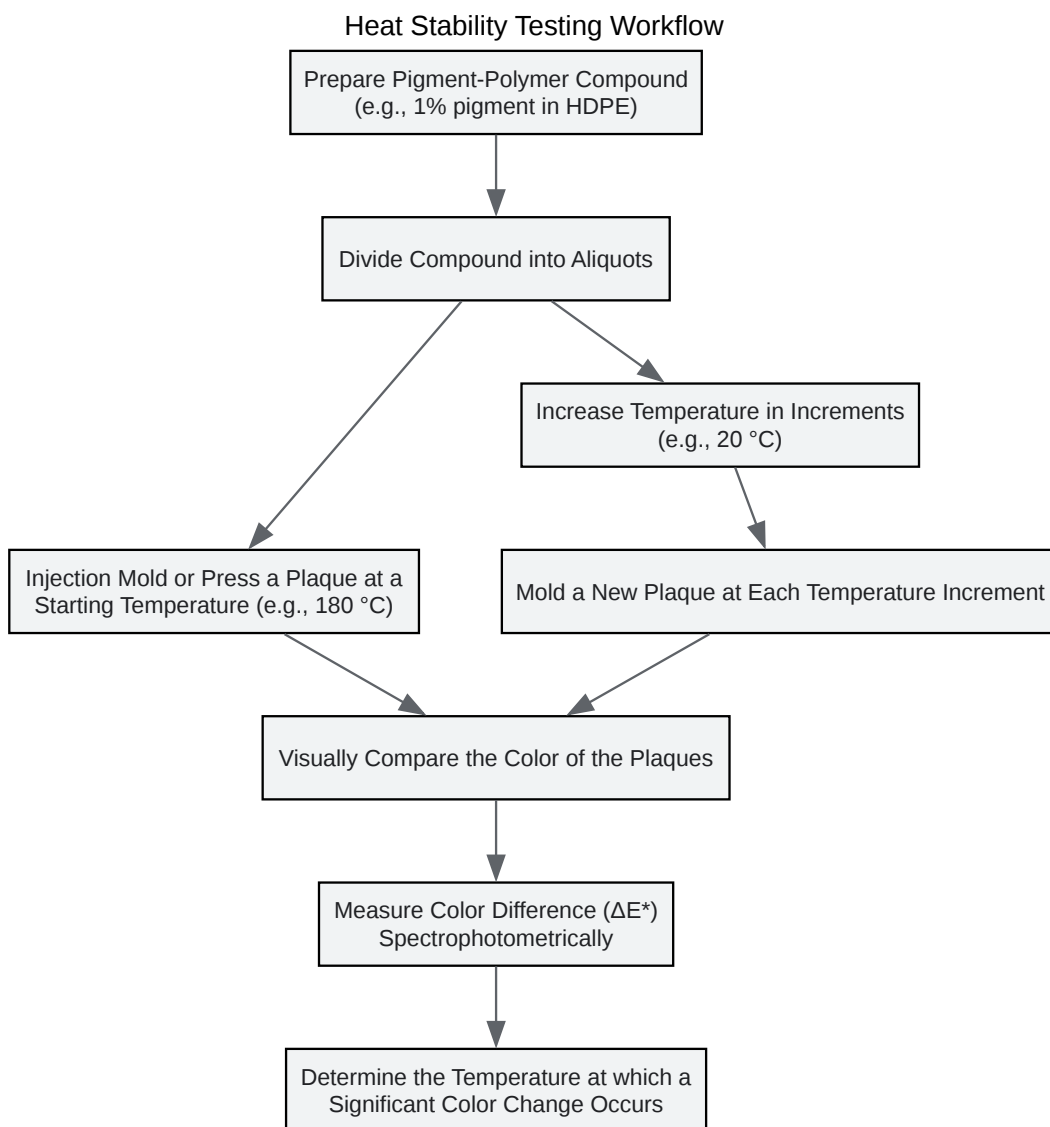 Heat Stability Testing Workflow
Prepare Pigment-Polymer Compound
(e.g., 1% pigment in HDPE)
Divide Compound into Aliquots
Increase Temperature in Increments
(e.g., 20 °C)
Injection Mold or Press a Plaque at a
Starting Temperature (e.g., 180 °C)
Mold a New Plaque at Each Temperature Increment
Visually Compare the Color of the Plaques
Measure Color Difference (ΔE*)
Spectrophotometrically
Determine the Temperature at which a
Significant Color Change Occurs